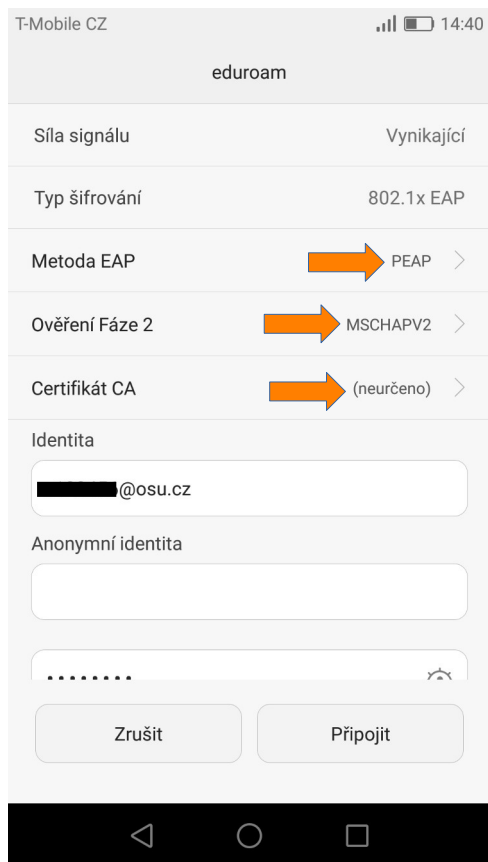 T-Mobile CZ 14:40
eduroam
Síla signálu Vynikající
Typ šifrování 802.1x EAP
Metoda EAP PEAP
Ověření Fáze 2 MSCHAPV2
Certifikát CA (neurčeno)
Identita
@osu.cz
Anonymní identita
••••••••
Zrušit Připojit